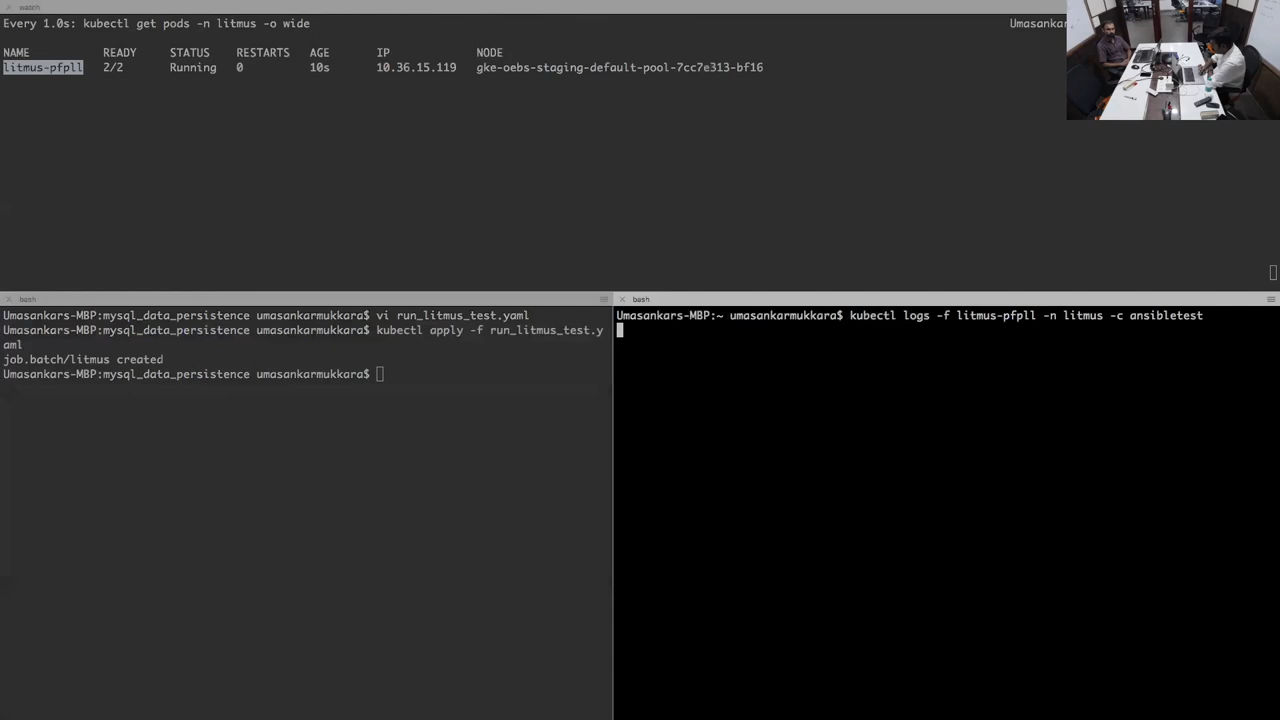 watch
Every 1.0s: kubectl get pods -n litmus -o wide
Umasankars-
NAME READY STATUS RESTARTS AGE IP NODE
litmus-pfpll 2/2 Running 0 10s 10.36.15.119 gke-oebs-staging-default-pool-7cc7e313-bf16
bash
Umasankars-MBP:mysql_data_persistence umasankarmukkara$ vi run_litmus_test.yaml
Umasankars-MBP:mysql_data_persistence umasankarmukkara$ kubectl apply -f run_litmus_test.y
aml
job.batch/litmus created
Umasankars-MBP:mysql_data_persistence umasankarmukkara$
bash
Umasankars-MBP:~ umasankarmukkara$ kubectl logs -f litmus-pfpll -n litmus -c ansibletest